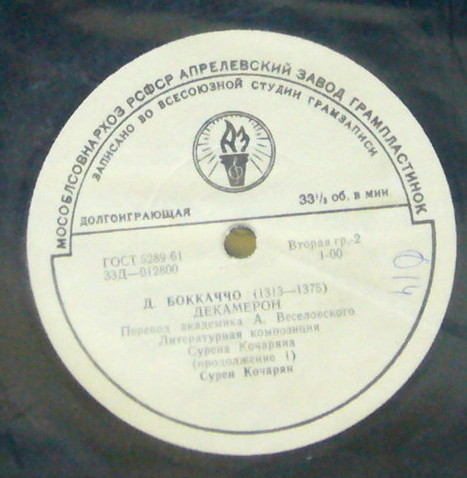 МОСОБЛСОВНАРХОЗ РСФСР АПРЕЛЕВСКИЙ ЗАВОД ГРАМПЛАСТИНОК
ЗАПИСАНО ВО ВСЕСОЮЗНОЙ СТУДИИ ГРАМЗАПИСИ
ДОЛГОИГРАЮЩАЯ
33⅓ об. в мин.
ГОСТ 5289-61
33Д—012800
Вторая гр.-2
1-00
014
Д. БОККАЧЧО (1313—1375)
ДЕКАМЕРОН
Перевод академика А. Веселовского
Литературная композиция
Сурена Кочаряна
(продолжение 1)
Сурен Кочарян